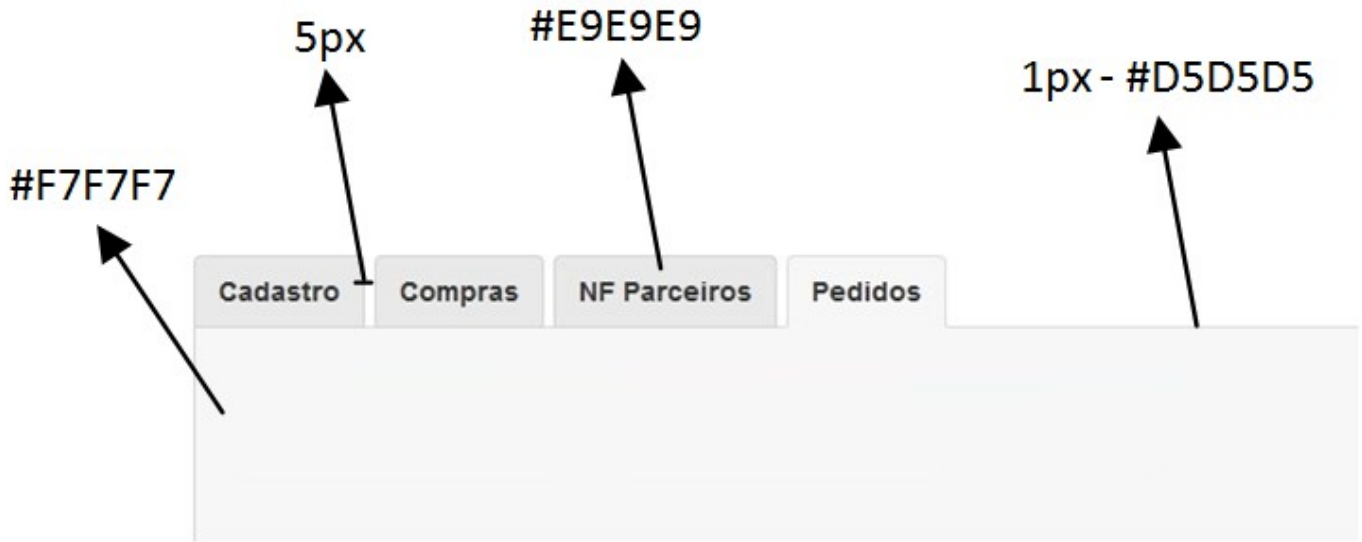 #E9E9E9
5px
1px - #D5D5D5
#F7F7F7
Cadastro
Compras
NF Parceiros
Pedidos